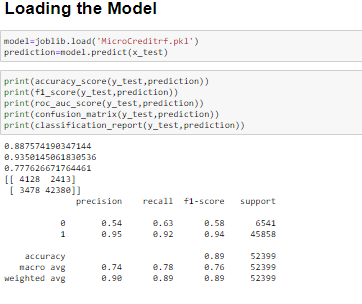 Loading the Model
model=joblib.load('MicroCreditrf.pkl')
prediction=model.predict(x_test)
print(accuracy_score(y_test,prediction))
print(f1_score(y_test,prediction))
print(roc_auc_score(y_test,prediction))
print(confusion_matrix(y_test,prediction))
print(classification_report(y_test,prediction))
0.887574190347144
0.9350145061830536
0.777626671764461
[[ 4128 2413]
[ 3478 42380]]
precision recall f1-score support
0 0.54 0.63 0.58 6541
1 0.95 0.92 0.94 45858
accuracy 0.89 52399
macro avg 0.74 0.78 0.76 52399
weighted avg 0.90 0.89 0.89 52399